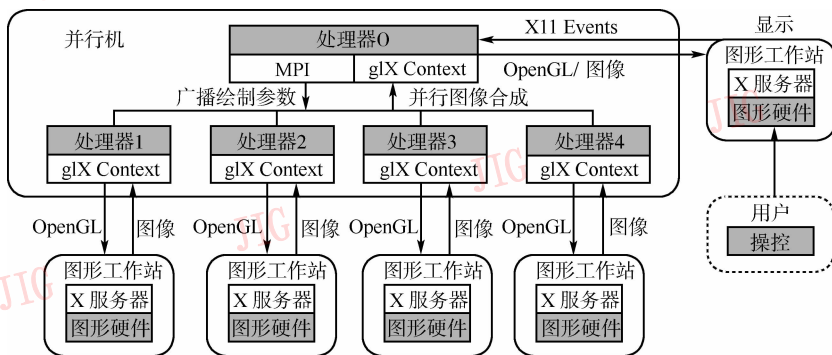 并行机
处理器0
MPI
glX Context
X11 Events
OpenGL/ 图像
显示
图形工作站
X 服务器
图形硬件
广播绘制参数
并行图像合成
处理器1
glX Context
处理器2
glX Context
处理器3
glX Context
处理器4
glX Context
用户
操控
OpenGL
图像
OpenGL
图像
OpenGL
图像
OpenGL
图像
图形工作站
X 服务器
图形硬件
图形工作站
X 服务器
图形硬件
图形工作站
X 服务器
图形硬件
图形工作站
X 服务器
图形硬件
JIG
JIG
JIG
JIG